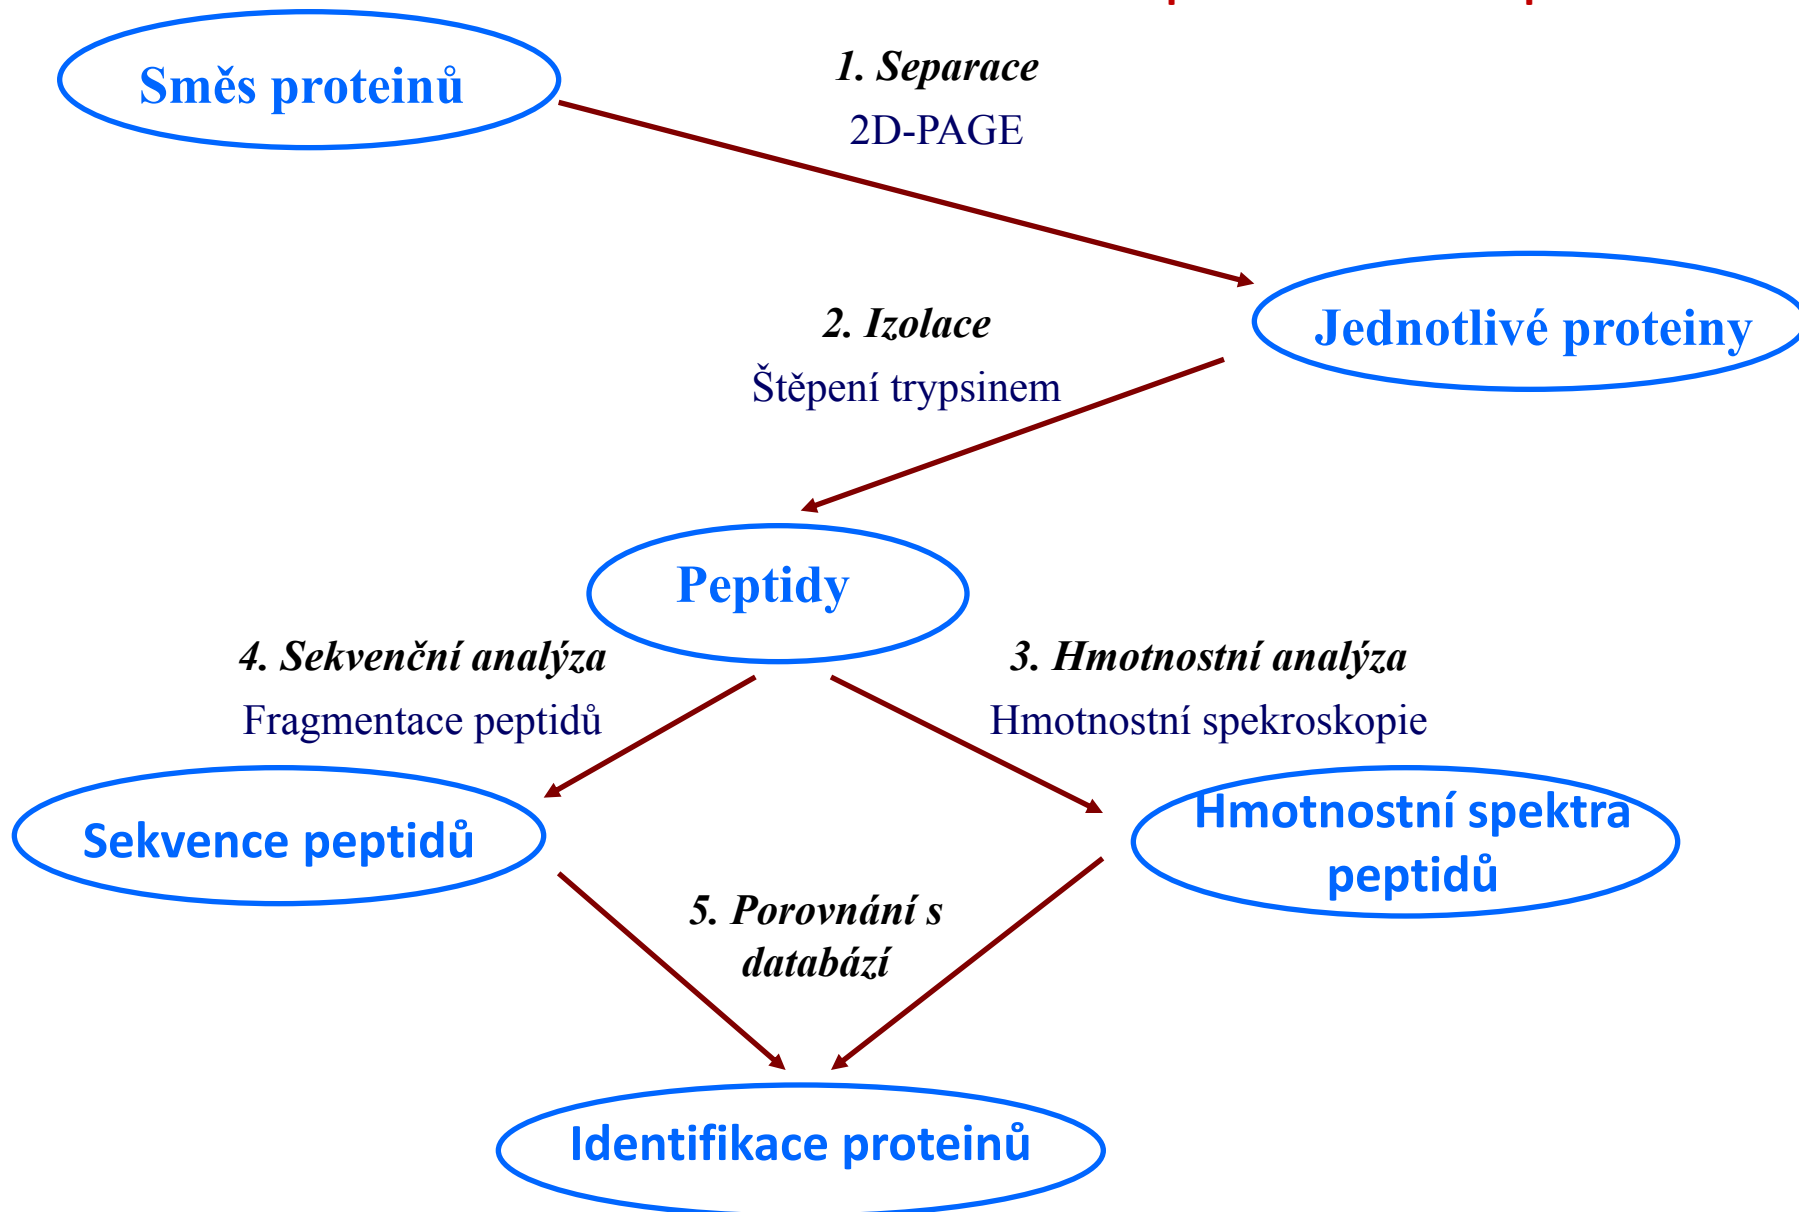 1. Separace
Směs proteinů
2D-PAGE
2. Izolace
Jednotlivé proteiny
Štěpení trypsinem
Peptidy
4. Sekvenční analýza
3. Hmotnostní analýza
Fragmentace peptidů
Hmotnostní spekroskopie
Hmotnostní spektra
peptidů
Sekvence peptidů
5. Porovnání s
databází
Identifikace proteinů